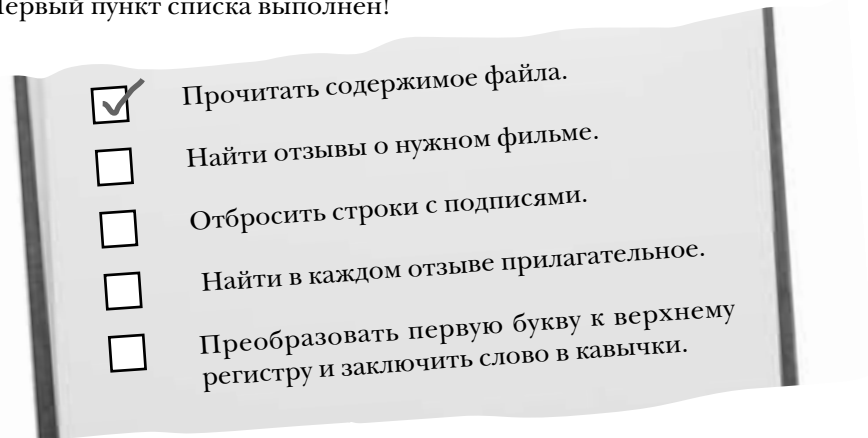 Первый пункт списка выполнен!
Прочитать содержимое файла.
Найти отзывы о нужном фильме.
Отбросить строки с подписями.
Найти в каждом отзыве прилагательное.
Преобразовать первую букву к верхнему
регистру и заключить слово в кавычки.